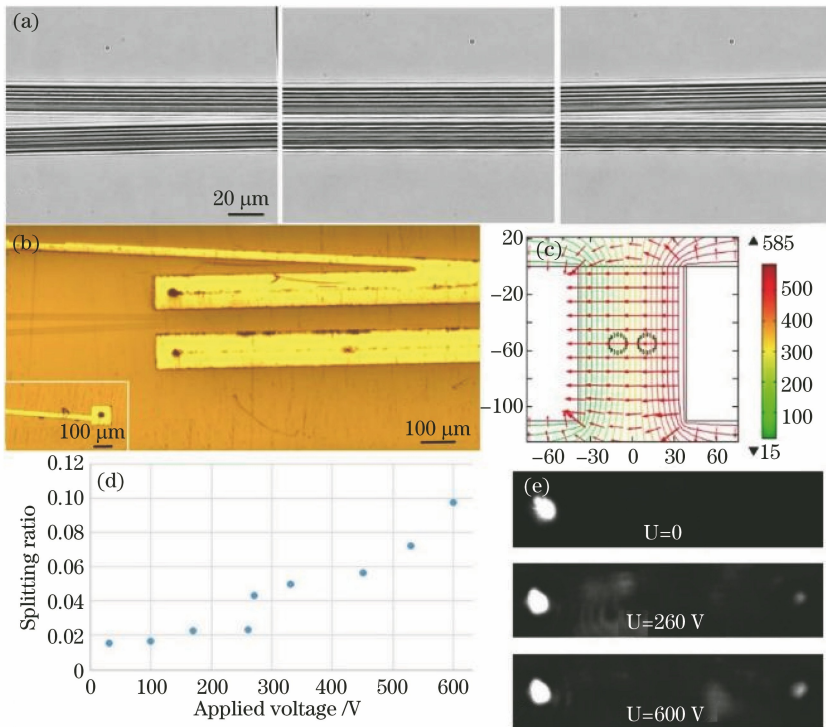 (a)
20 μm
(b)
100 μm
100 μm
(c)
20
0
−20
−60
−100
−60 −30 0 30 60
▲ 585
500
400
300
200
100
▼15
(d)
Splitting ratio
0.12
0.10
0.08
0.06
0.04
0.02
0
0 100 200 300 400 500 600
Applied voltage /V
(e)
U=0
U=260 V
U=600 V